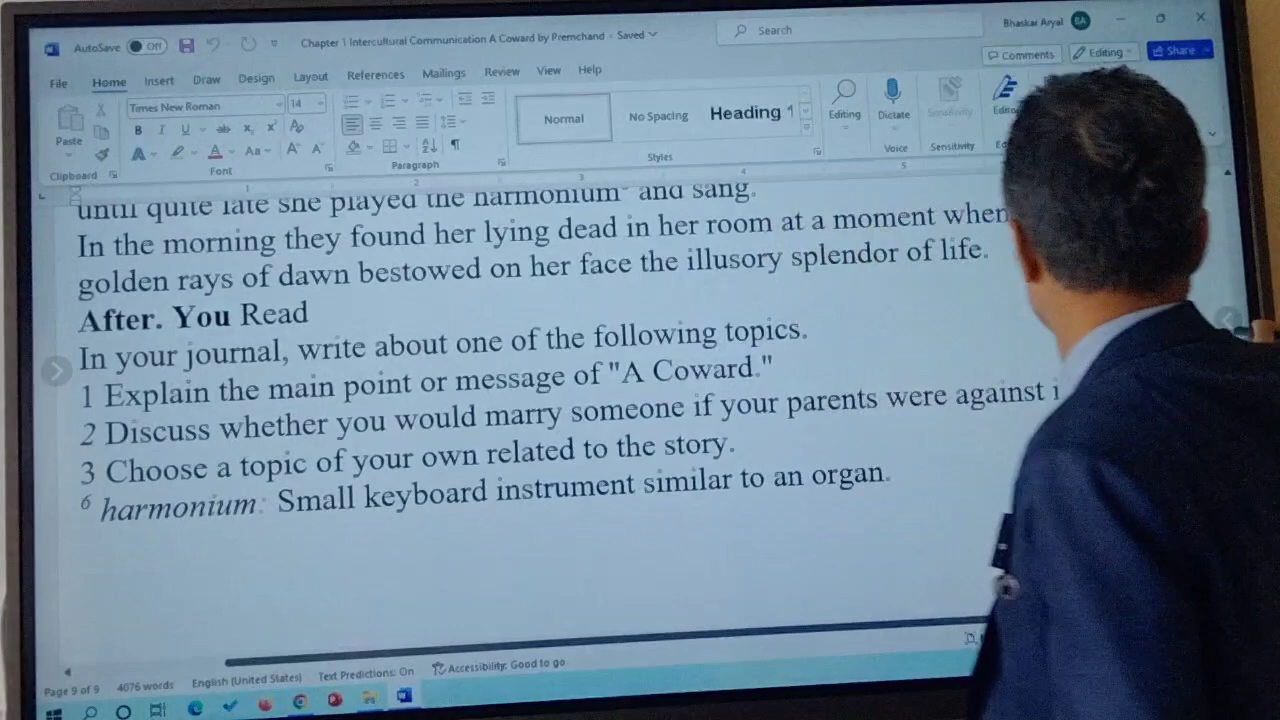 AutoSave Off Chapter 1 Intercultural Communication A Coward by Premchand - Saved Search Bhaskar Aryal BA
Comments Editing Share
File Home Insert Draw Design Layout References Mailings Review View Help
Times New Roman 14
Paste
Normal No Spacing Heading 1
Editing Dictate Sensitivity
Clipboard Font Paragraph Styles Voice Sensitivity
until quite late she played the harmonium⁶ and sang.
In the morning they found her lying dead in her room at a moment when
golden rays of dawn bestowed on her face the illusory splendor of life.
After. You Read
In your journal, write about one of the following topics.
1 Explain the main point or message of "A Coward."
2 Discuss whether you would marry someone if your parents were against
3 Choose a topic of your own related to the story.
⁶ harmonium: Small keyboard instrument similar to an organ.
Page 9 of 9 4076 words English (United States) Text Predictions: On Accessibility: Good to go